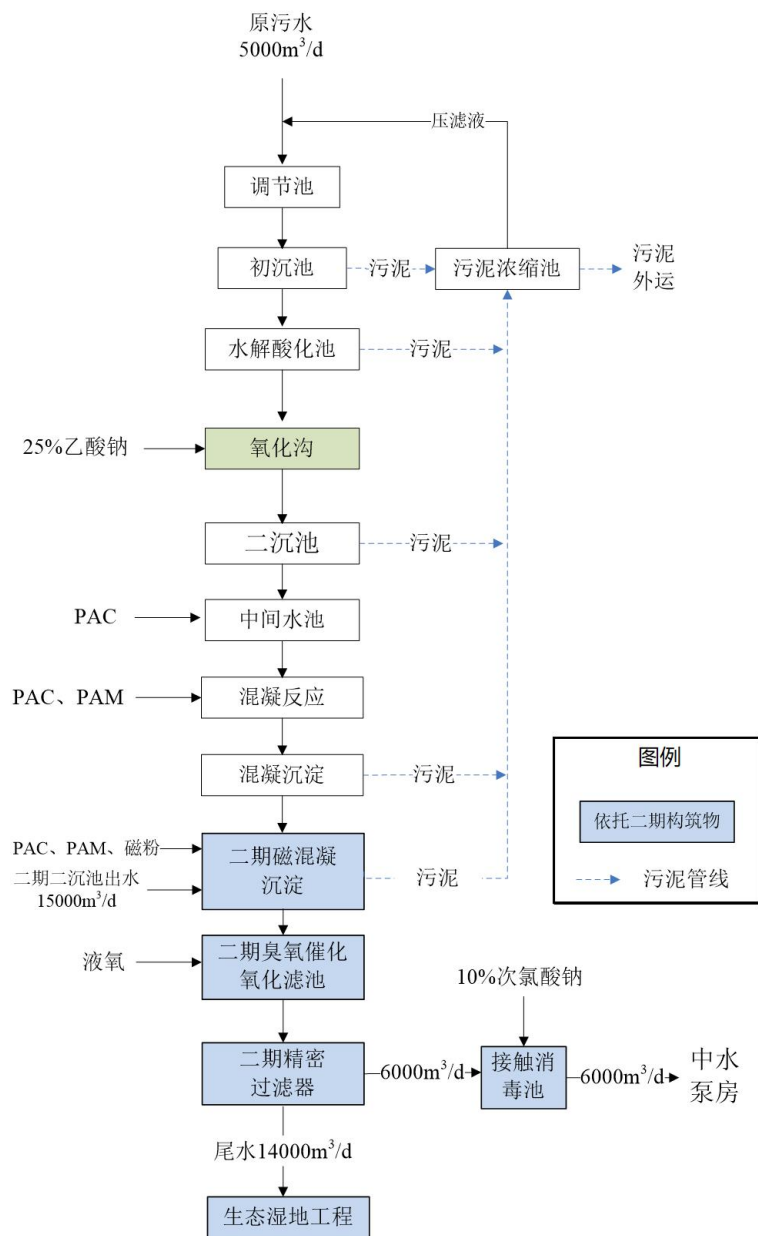 原污水
5000m³/d
压滤液
调节池
初沉池
污泥
污泥浓缩池
污泥
外运
水解酸化池
污泥
25%乙酸钠
氧化沟
二沉池
污泥
PAC
中间水池
PAC、PAM
混凝反应
混凝沉淀
污泥
图例
依托二期构筑物
污泥管线
PAC、PAM、磁粉
二期二沉池出水
15000m³/d
二期磁混凝
沉淀
污泥
液氧
二期臭氧催化
氧化滤池
10%次氯酸钠
二期精密
过滤器
6000m³/d
接触消
毒池
6000m³/d
中水
泵房
尾水14000m³/d
生态湿地工程